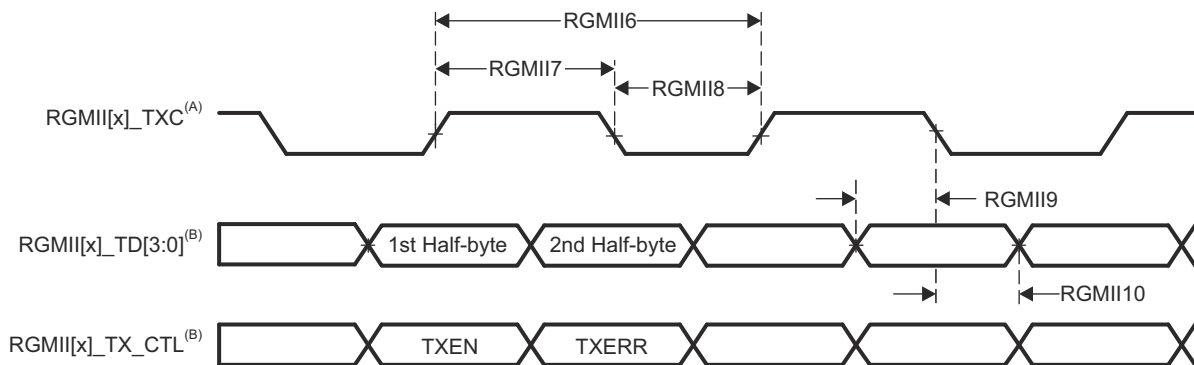 RGMII6
RGMII7
RGMII8
RGMII[x]_TXC(A)
RGMII9
RGMII[x]_TD[3:0](B)
1st Half-byte
2nd Half-byte
RGMII10
RGMII[x]_TX_CTL(B)
TXEN
TXERR